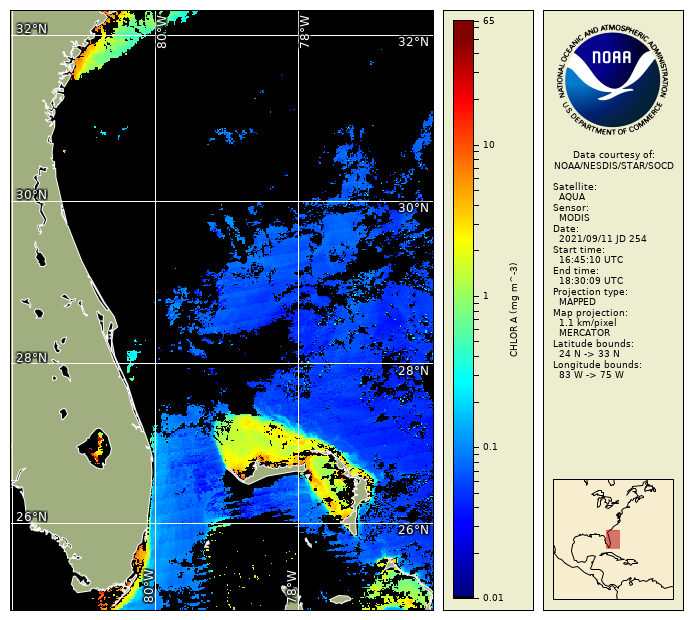 32°N
80°W
78°W
32°N
30°N
30°N
28°N
28°N
26°N
26°N
80°W
78°W
65
10
1
0.1
0.01
CHLOR A (mg m^-3)
NATIONAL OCEANIC AND ATMOSPHERIC ADMINISTRATION
NOAA
U.S. DEPARTMENT OF COMMERCE
Data courtesy of:
NOAA/NESDIS/STAR/SOCD
Satellite:
AQUA
Sensor:
MODIS
Date:
2021/09/11 JD 254
Start time:
16:45:10 UTC
End time:
18:30:09 UTC
Projection type:
MAPPED
Map projection:
1.1 km/pixel
MERCATOR
Latitude bounds:
24 N -> 33 N
Longitude bounds:
83 W -> 75 W